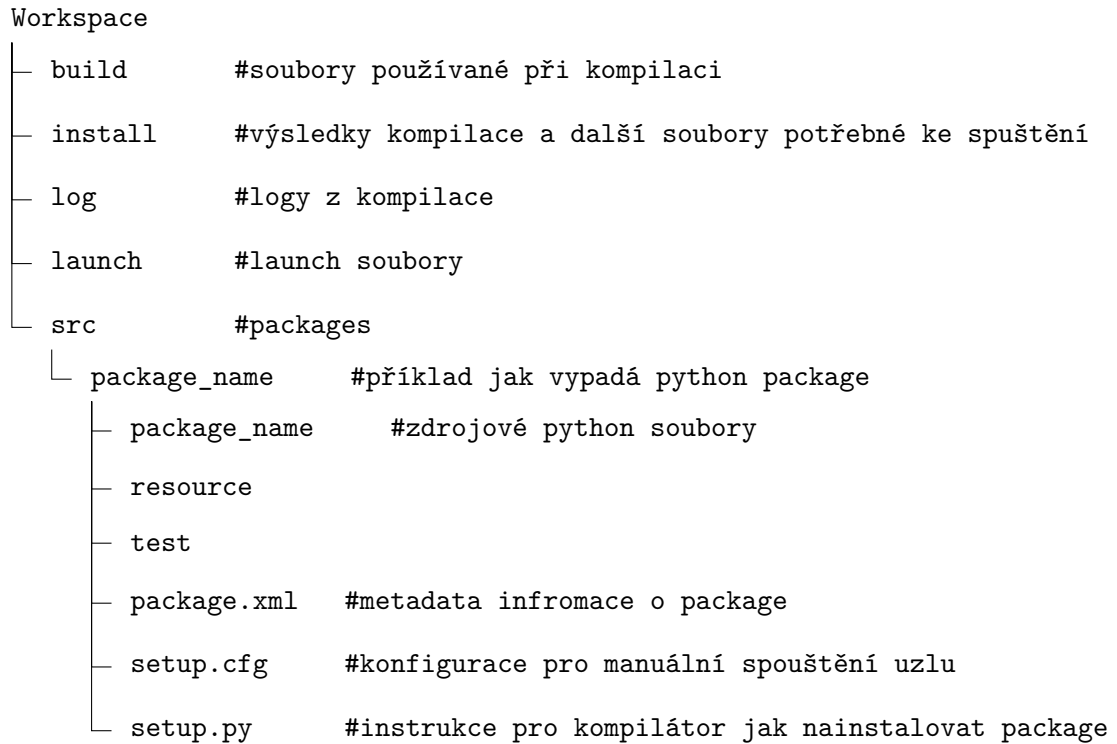 Workspace
build #soubory používané při kompilaci
install #výsledky kompilace a další soubory potřebné ke spuštění
log #logy z kompilace
launch #launch soubory
src #packages
package_name #příklad jak vypadá python package
package_name #zdrojové python soubory
resource
test
package.xml #metadata infromace o package
setup.cfg #konfigurace pro manuální spouštění uzlu
setup.py #instrukce pro kompilátor jak nainstalovat package